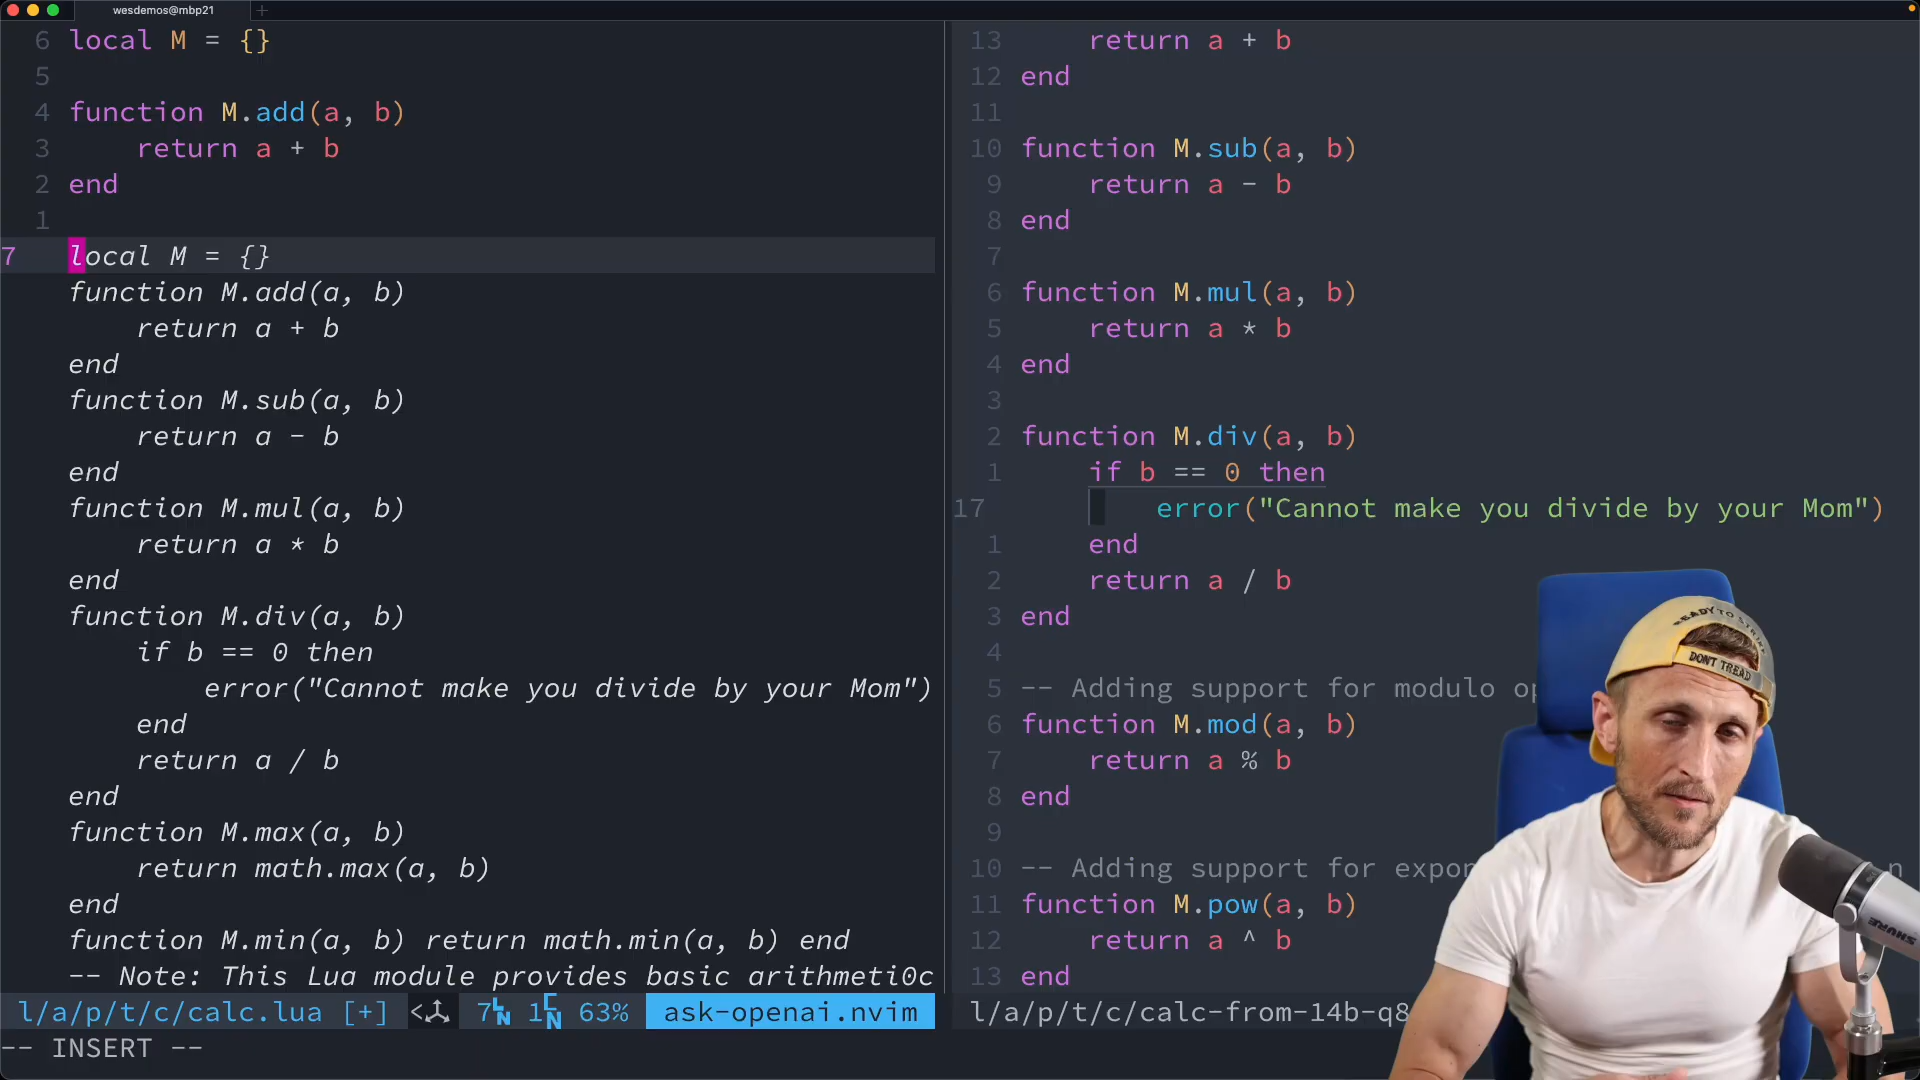 wesdemos@mbp21 +
6 local M = {}
5
4 function M.add(a, b)
3 return a + b
2 end
1
7 local M = {}
function M.add(a, b)
return a + b
end
function M.sub(a, b)
return a - b
end
function M.mul(a, b)
return a * b
end
function M.div(a, b)
if b == 0 then
error("Cannot make you divide by your Mom")
end
return a / b
end
function M.max(a, b)
return math.max(a, b)
end
function M.min(a, b) return math.min(a, b) end
-- Note: This Lua module provides basic arithmeti0c
l/a/p/t/c/calc.lua [+] 7 1 63% ask-openai.nvim
-- INSERT --
13 return a + b
12 end
11
10 function M.sub(a, b)
9 return a - b
8 end
7
6 function M.mul(a, b)
5 return a * b
4 end
3
2 function M.div(a, b)
1 if b == 0 then
17 error("Cannot make you divide by your Mom")
1 end
2 return a / b
3 end
4
5 -- Adding support for modulo op
6 function M.mod(a, b)
7 return a % b
8 end
9
10 -- Adding support for expon n
11 function M.pow(a, b)
12 return a ^ b
13 end
l/a/p/t/c/calc-from-14b-q8
DONT TREAD
SHURE